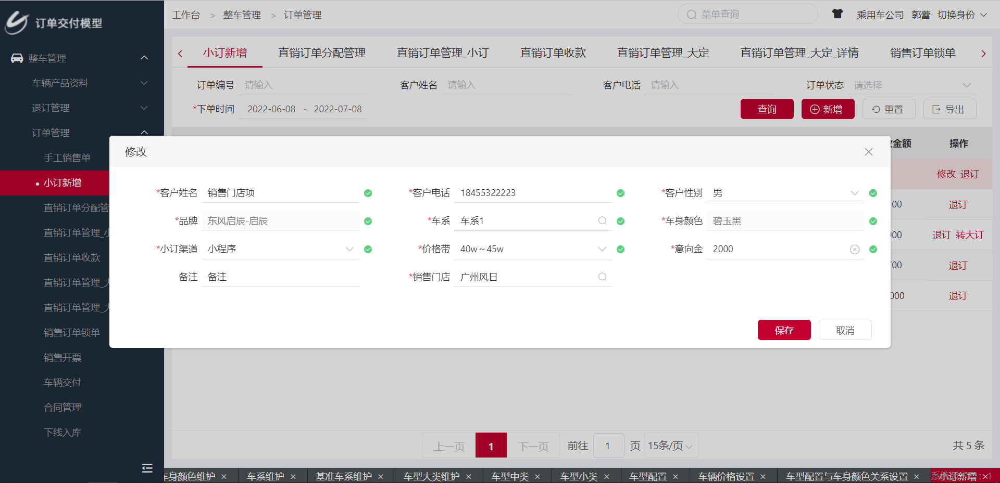 订单交付模型
工作台 > 整车管理 > 订单管理
菜单查询
乘用车公司 郭蕾 切换身份
整车管理
车辆产品资料
退订管理
订单管理
手工销售单
小订新增
直销订单分配管
直销订单管理_小
直销订单收款
直销订单管理_大
直销订单管理_大
销售订单锁单
销售开票
车辆交付
合同管理
下线入库
小订新增 直销订单分配管理 直销订单管理_小订 直销订单收款 直销订单管理_大定 直销订单管理_大定_详情 销售订单锁单
订单编号 请输入 客户姓名 请输入 客户电话 请输入 订单状态 请选择
*下单时间 2022-06-08 - 2022-07-08 查询 新增 重置 导出
金额 操作
修改 退订
00 退订
00 退订 转大订
00 退订
000 退订
修改
*客户姓名 销售门店项 *客户电话 18455322223 *客户性别 男
*品牌 东风启辰-启辰 *车系 车系1 *车身颜色 碧玉黑
*小订渠道 小程序 *价格带 40w~45w *意向金 2000
备注 备注 *销售门店 广州风日
保存 取消
上一页 1 下一页 前往 1 页 15条/页 共 5 条
车身颜色维护 × 车系维护 × 基准车系维护 × 车型大类维护 × 车型中类 × 车型小类 × 车型配置 × 车辆价格设置 × 车型配置与车身颜色关系设置 × 小订新增 ×